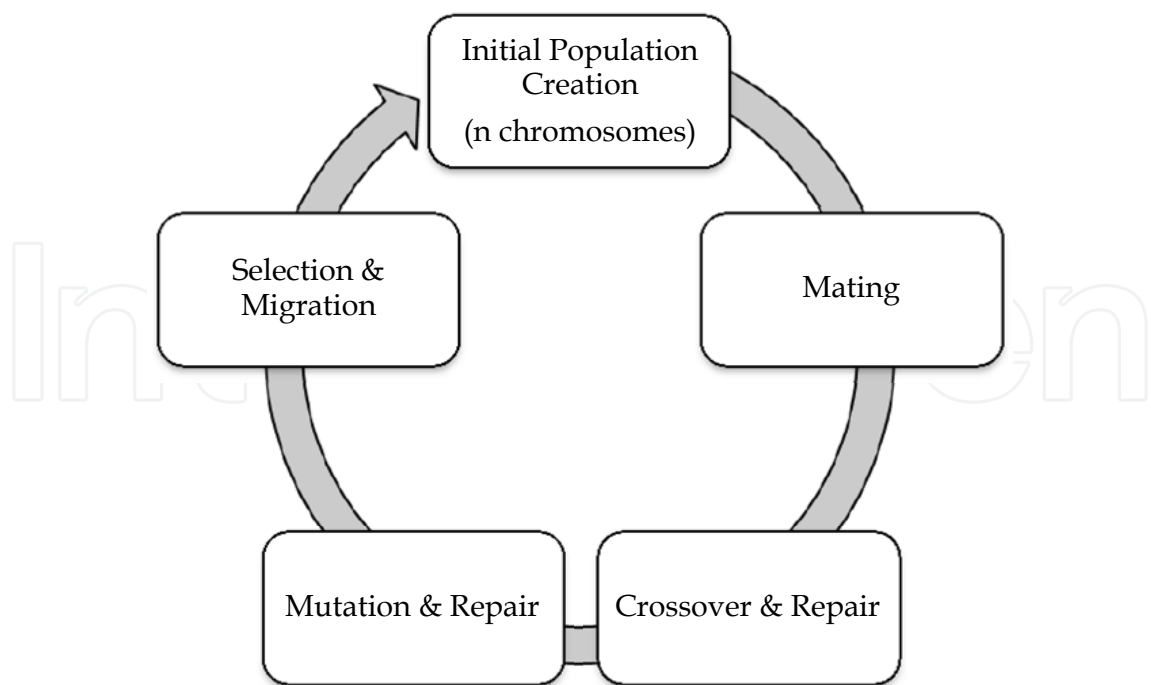 Initial Population
Creation
(n chromosomes)
Selection &
Migration
Mating
Mutation & Repair
Crossover & Repair